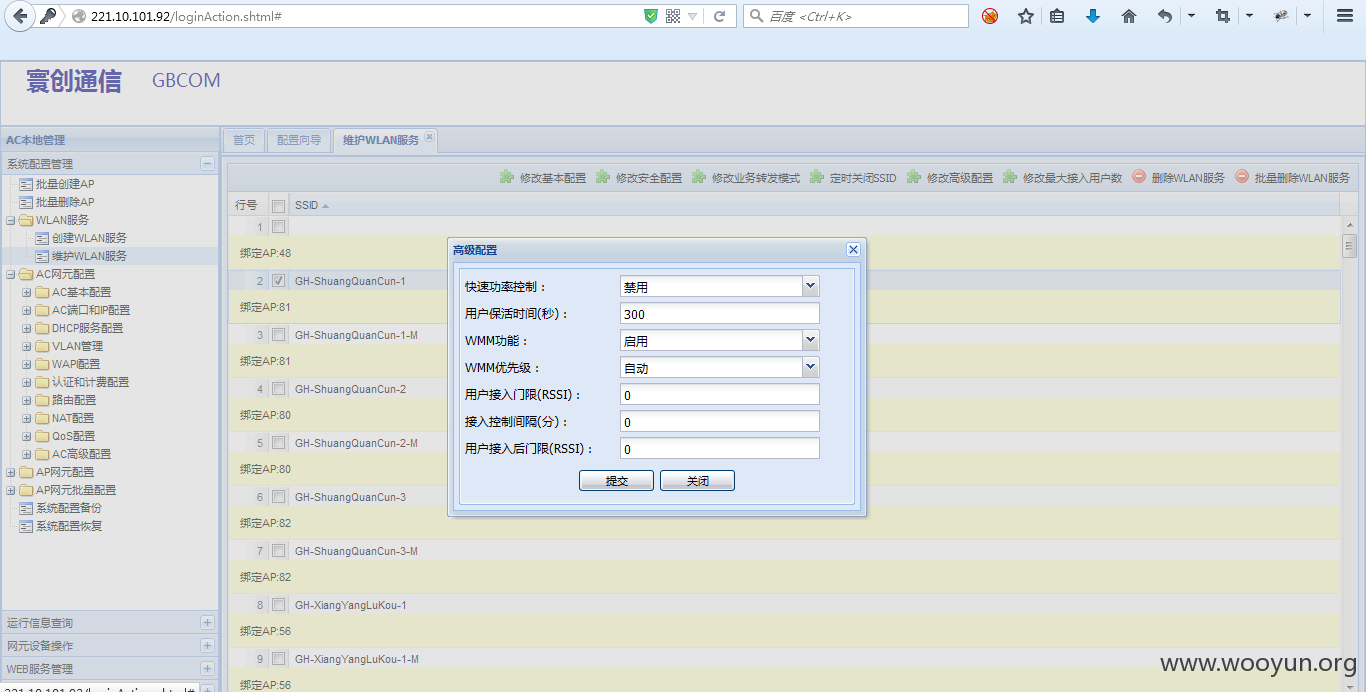 221.10.101.92/loginAction.shtml#
百度 <Ctrl+K>
寰创通信 GBCOM
AC本地管理
系统配置管理
批量创建AP
批量删除AP
WLAN服务
创建WLAN服务
维护WLAN服务
AC网元配置
AC基本配置
AC端口和IP配置
DHCP服务配置
VLAN管理
WAPI配置
认证和计费配置
路由配置
NAT配置
QoS配置
AC高级配置
AP网元配置
AP网元批量配置
系统配置备份
系统配置恢复
运行信息查询
网元设备操作
WEB服务管理
221.10.101.92/loginAction.shtml#
首页 配置向导 维护WLAN服务
修改基本配置 修改安全配置 修改业务转发模式 定时关闭SSID 修改高级配置 修改最大接入用户数 删除WLAN服务 批量删除WLAN服务
行号 SSID
1
绑定AP:48
2 GH-ShuangQuanCun-1
绑定AP:81
3 GH-ShuangQuanCun-1-M
绑定AP:81
4 GH-ShuangQuanCun-2
绑定AP:80
5 GH-ShuangQuanCun-2-M
绑定AP:80
6 GH-ShuangQuanCun-3
绑定AP:82
7 GH-ShuangQuanCun-3-M
绑定AP:82
8 GH-XiangYangLuKou-1
绑定AP:56
9 GH-XiangYangLuKou-1-M
绑定AP:56
高级配置
快速功率控制： 禁用
用户保活时间(秒)： 300
WMM功能： 启用
WMM优先级： 自动
用户接入门限(RSSI)： 0
接入控制间隔(分)： 0
用户接入后门限(RSSI)： 0
提交 关闭
www.wooyun.org